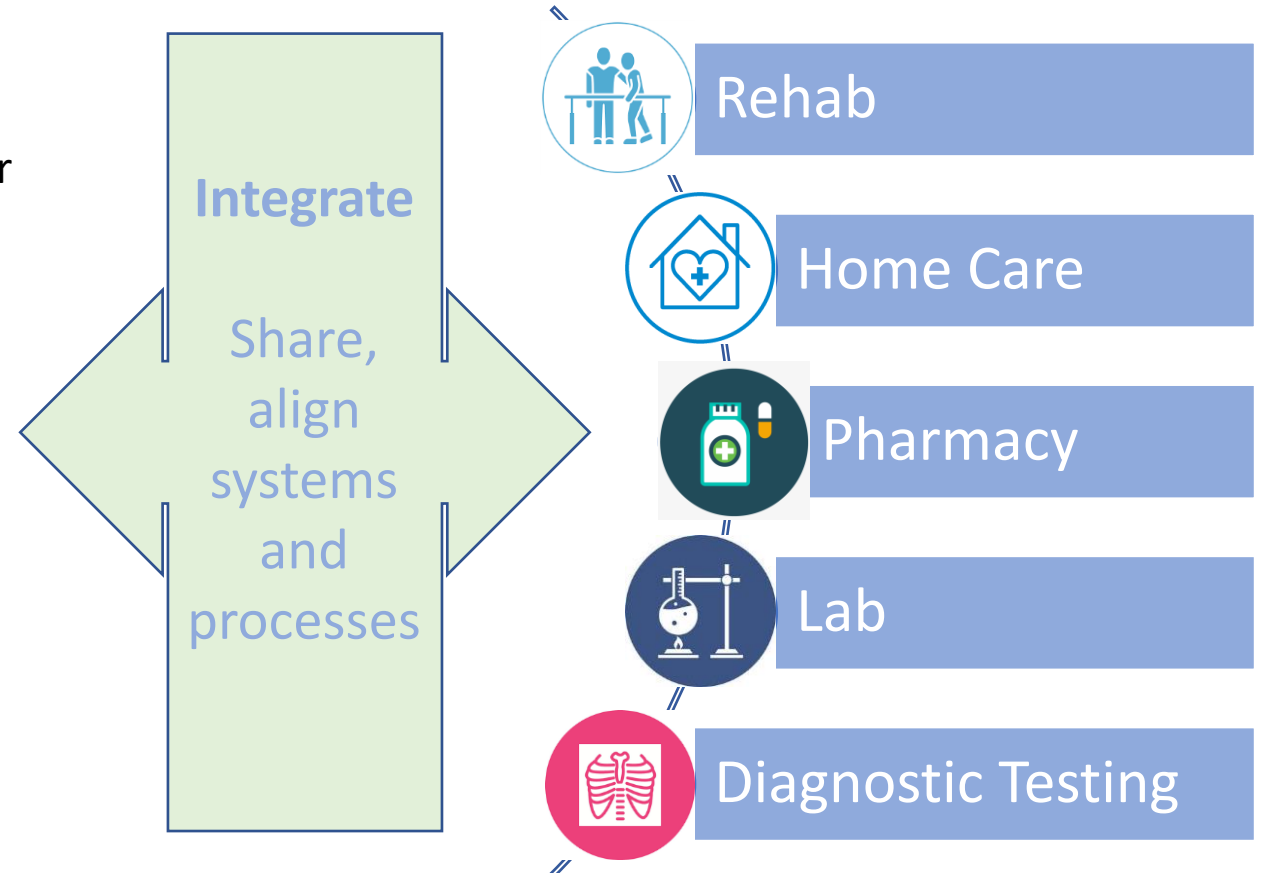 r
Integrate
Share,
align
systems
and
processes
Rehab
Home Care
Pharmacy
Lab
Diagnostic Testing